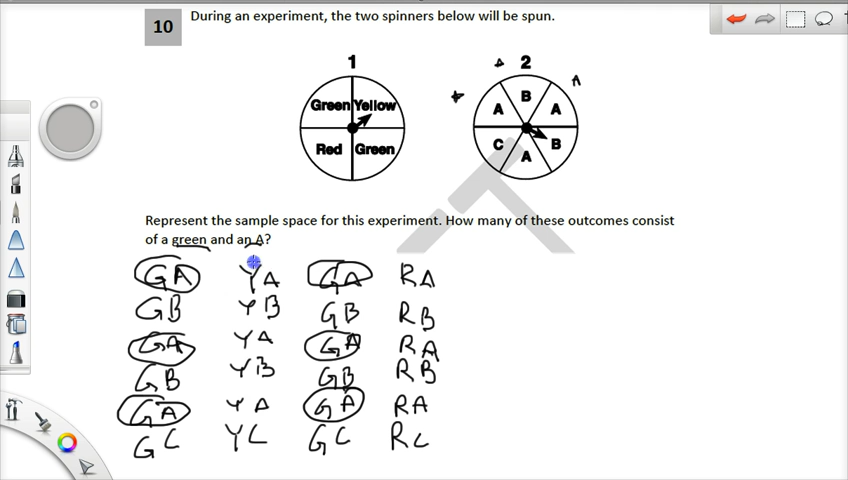 10 During an experiment, the two spinners below will be spun.
1 2
Green Yellow
Red Green
B
A A
C B
A
Represent the sample space for this experiment. How many of these outcomes consist
of a green and an A?
GA YA GA RA
GB YB GB RB
GA YA GA RA
GB YB GB RB
GA YA GA RA
GC YC GC RC